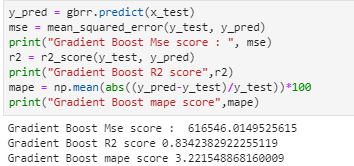 y_pred = gbrr.predict(x_test)
mse = mean_squared_error(y_test, y_pred)
print("Gradient Boost Mse score : ", mse)
r2 = r2_score(y_test, y_pred)
print("Gradient Boost R2 score",r2)
mape = np.mean(abs((y_pred-y_test)/y_test))*100
print("Gradient Boost mape score",mape)
Gradient Boost Mse score :  616546.0149525615
Gradient Boost R2 score 0.8342382922255119
Gradient Boost mape score 3.221548868160009